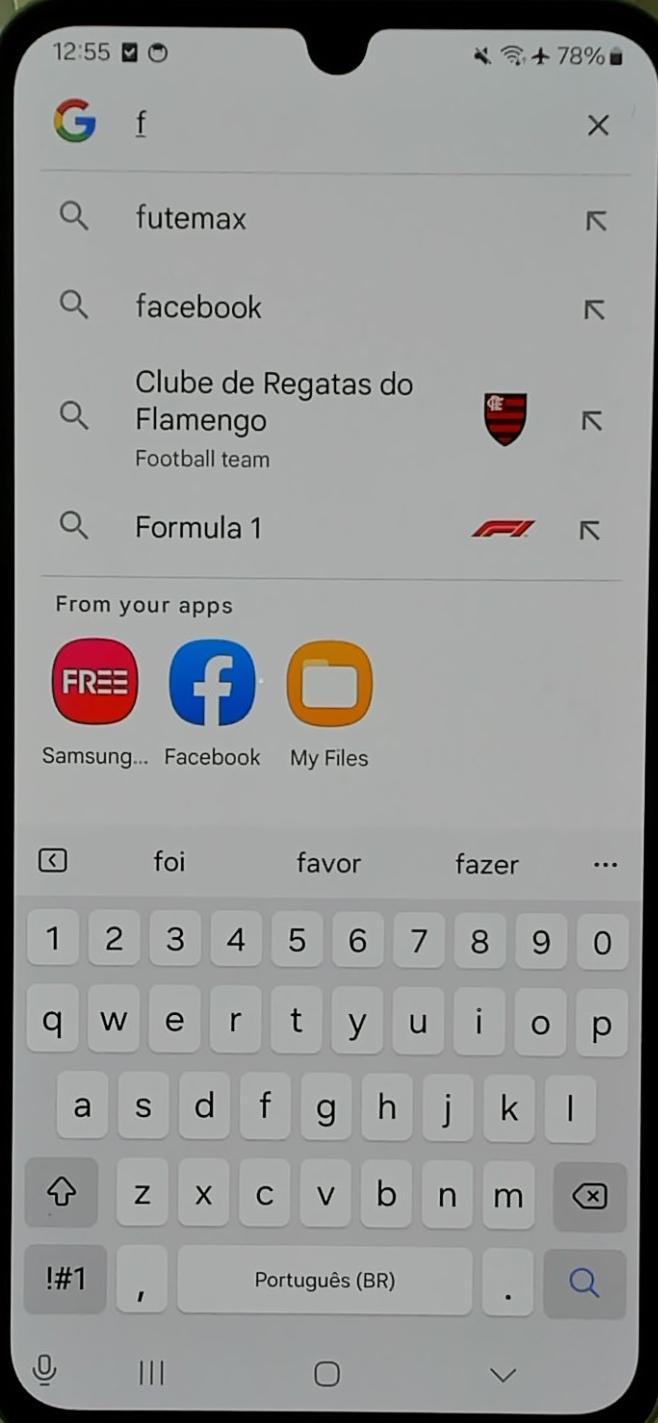 12:55 78%
f
futemax
facebook
Clube de Regatas do
Flamengo
Football team
Formula 1
From your apps
FREE
Samsung... Facebook My Files
foi favor fazer
1 2 3 4 5 6 7 8 9 0
q w e r t y u i o p
a s d f g h j k l
z x c v b n m
!#1 , Português (BR) .